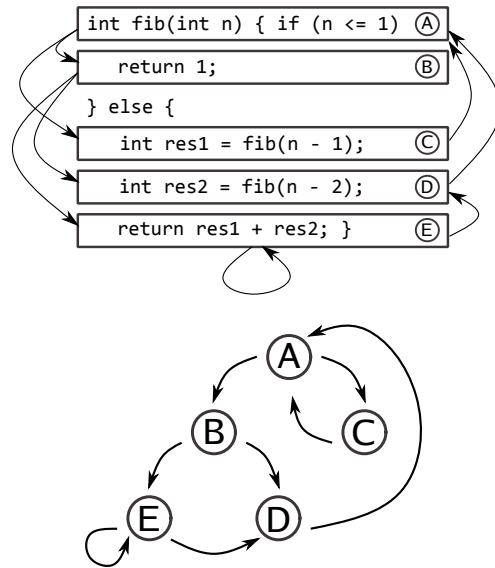 int fib(int n) { if (n <= 1) A
return 1; B
} else {
int res1 = fib(n - 1); C
int res2 = fib(n - 2); D
return res1 + res2; } E
A
B C
E D